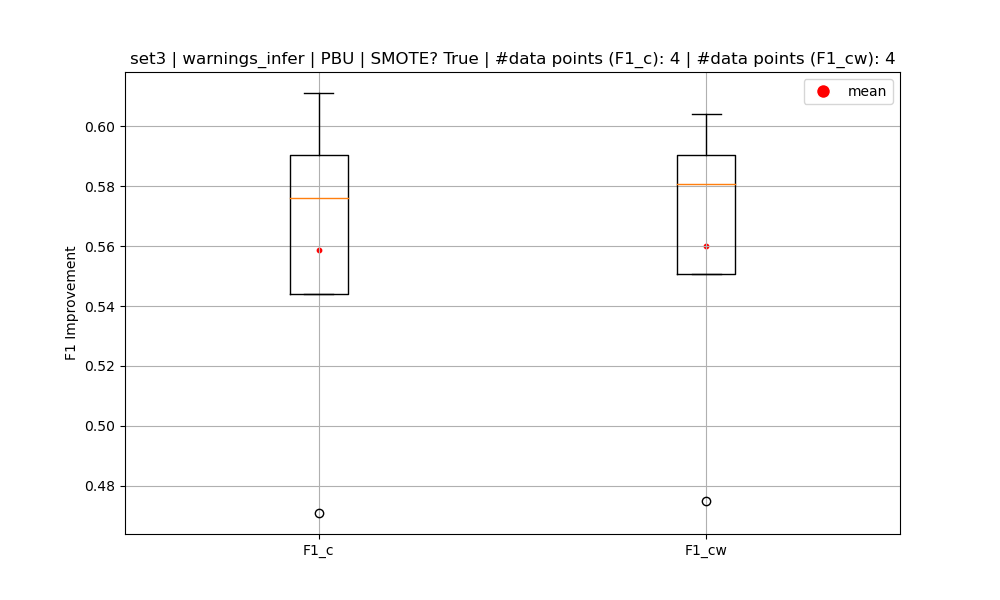 set3 | warnings_infer | PBU | SMOTE? True | #data points (F1_c): 4 | #data points (F1_cw): 4
mean
F1 Improvement
0.60
0.58
0.56
0.54
0.52
0.50
0.48
F1_c
F1_cw